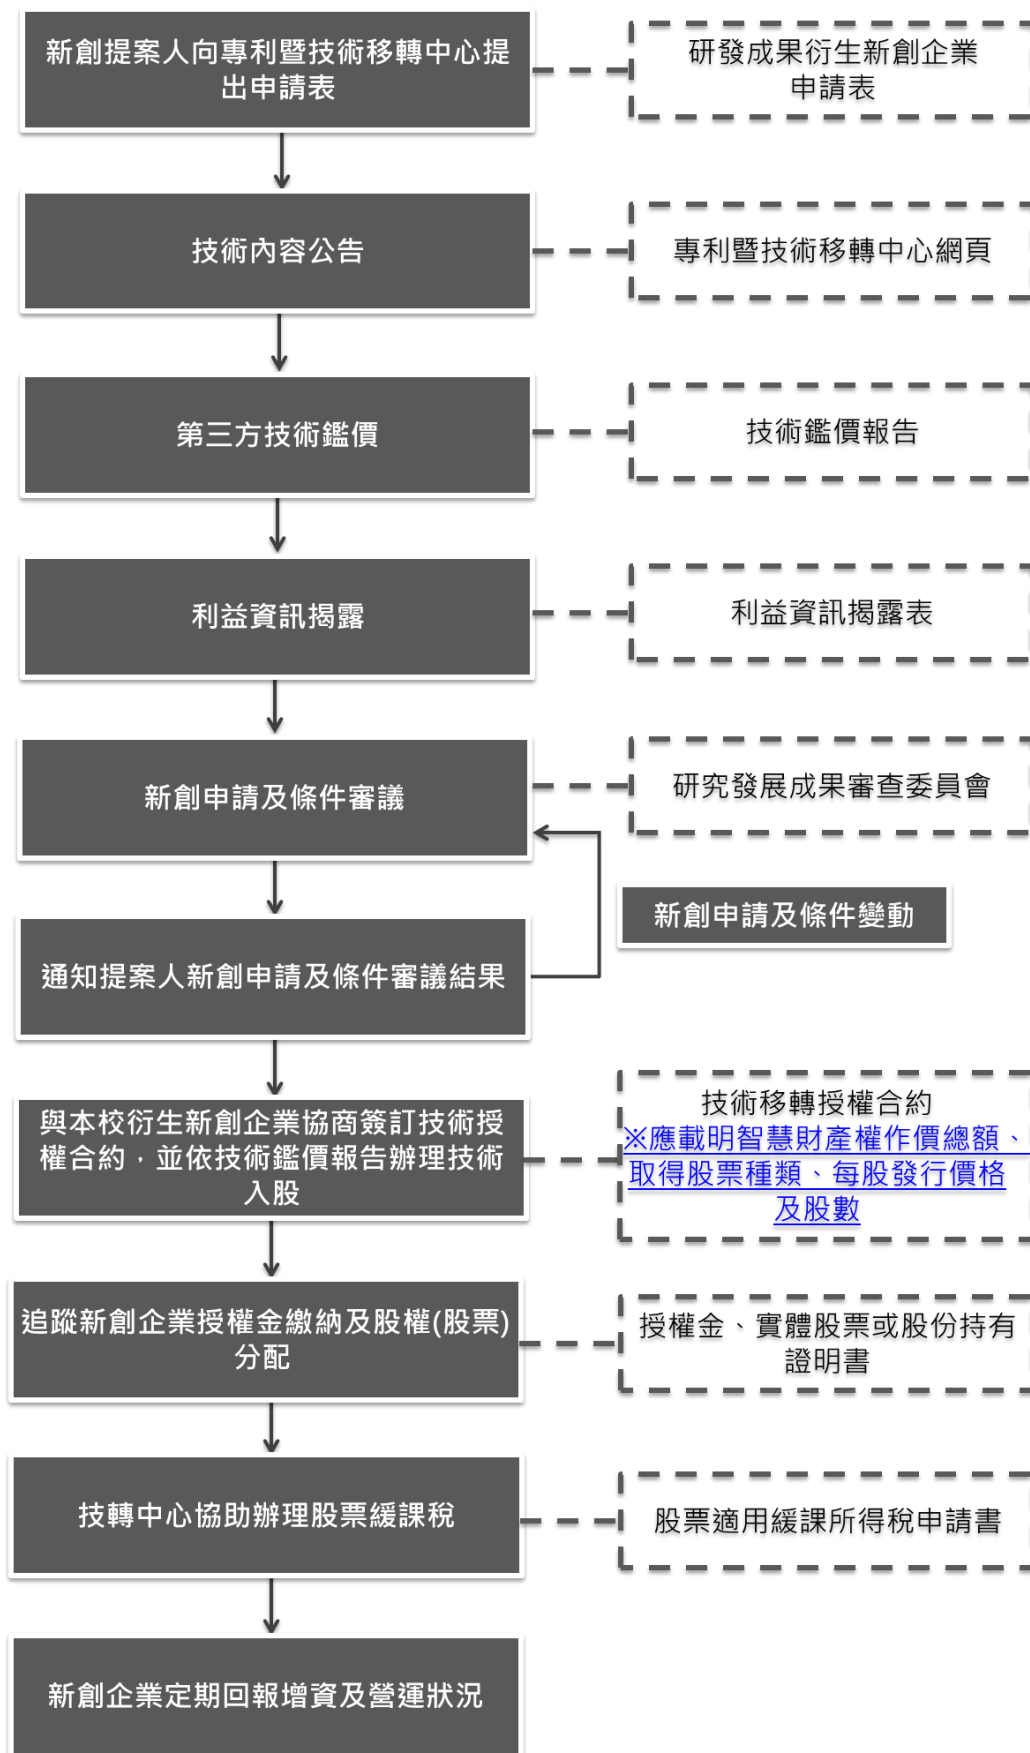 新創提案人向專利暨技術移轉中心提
出申請表
研發成果衍生新創企業
申請表
技術內容公告
專利暨技術移轉中心網頁
第三方技術鑑價
技術鑑價報告
利益資訊揭露
利益資訊揭露表
新創申請及條件審議
研究發展成果審查委員會
新創申請及條件變動
通知提案人新創申請及條件審議結果
與本校衍生新創企業協商簽訂技術授
權合約，並依技術鑑價報告辦理技術
入股
技術移轉授權合約
※應載明智慧財產權作價總額、
取得股票種類、每股發行價格
及股數
追蹤新創企業授權金繳納及股權(股票)
分配
授權金、實體股票或股份持有
證明書
技轉中心協助辦理股票緩課稅
股票適用緩課所得稅申請書
新創企業定期回報增資及營運狀況